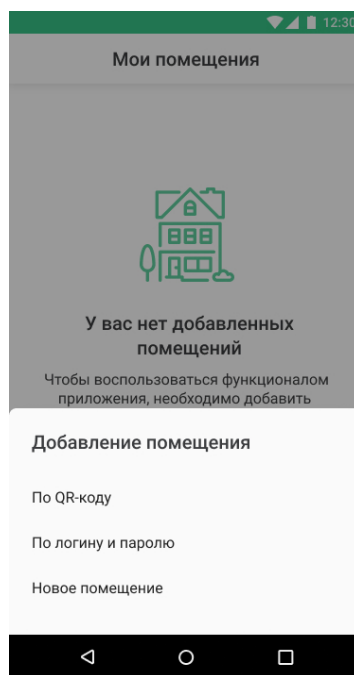 12:30
Мои помещения
У вас нет добавленных
помещений
Чтобы воспользоваться функционалом
приложения, необходимо добавить
Добавление помещения
По QR-коду
По логину и паролю
Новое помещение